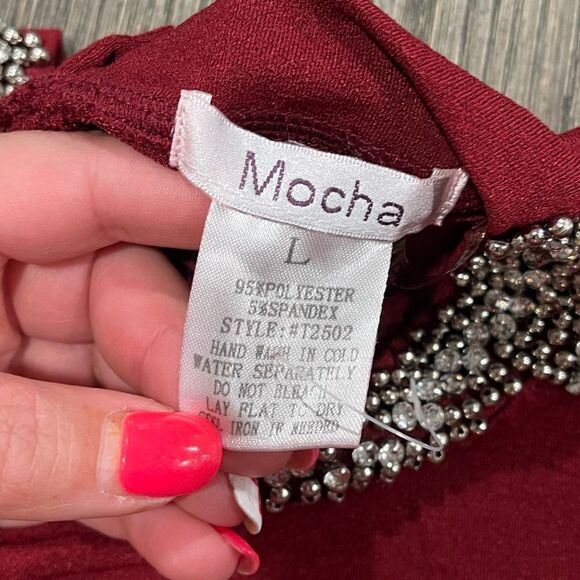 Mocha
L
95%POLYESTER
5%SPANDEX
STYLE:#T2502
HAND WASH IN COLD
WATER SEPARATELY
DO NOT BLEACH
LAY FLAT TO DRY
COOL IRON IF NEEDED